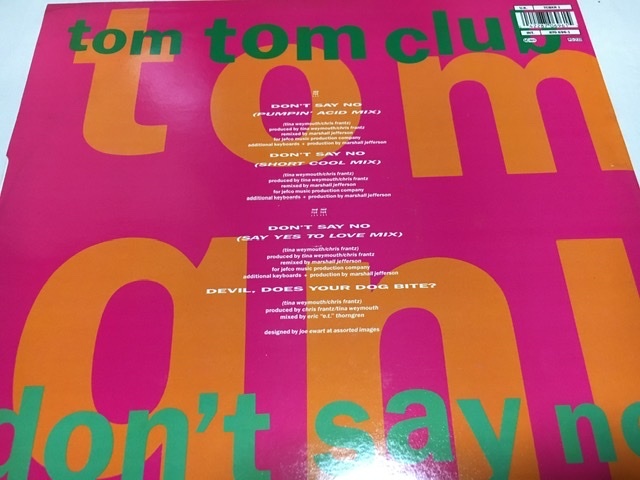 tom tom club
DON'T SAY NO
(PUMPIN' ACID MIX)
(tina weymouth/chris frantz)
produced by tina weymouth/chris frantz
remixed by marshall jefferson
for jefco music production company
additional keyboards + production by marshall jefferson
DON'T SAY NO
(SHORT COOL MIX)
(tina weymouth/chris frantz)
produced by tina weymouth/chris frantz
remixed by marshall jefferson
for jefco music production company
additional keyboards + production by marshall jefferson
DON'T SAY NO
(SAY YES TO LOVE MIX)
(tina weymouth/chris frantz)
produced by tina weymouth/chris frantz
remixed by marshall jefferson
for jefco music production company
additional keyboards + production by marshall jefferson
DEVIL, DOES YOUR DOG BITE?
(tina weymouth/chris frantz)
produced by chris frantz/tina weymouth
mixed by eric "e.t." thorngren
designed by joe ewart at assorted images
tom
don't say no